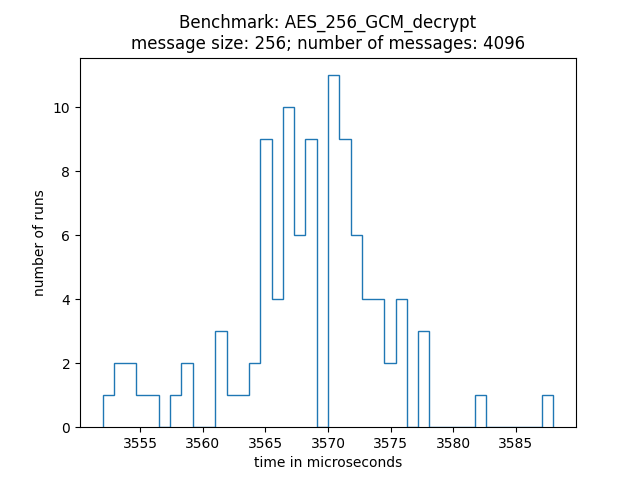 Benchmark: AES_256_GCM_decrypt
message size: 256; number of messages: 4096
number of runs
10
8
6
4
2
0
3555 3560 3565 3570 3575 3580 3585
time in microseconds